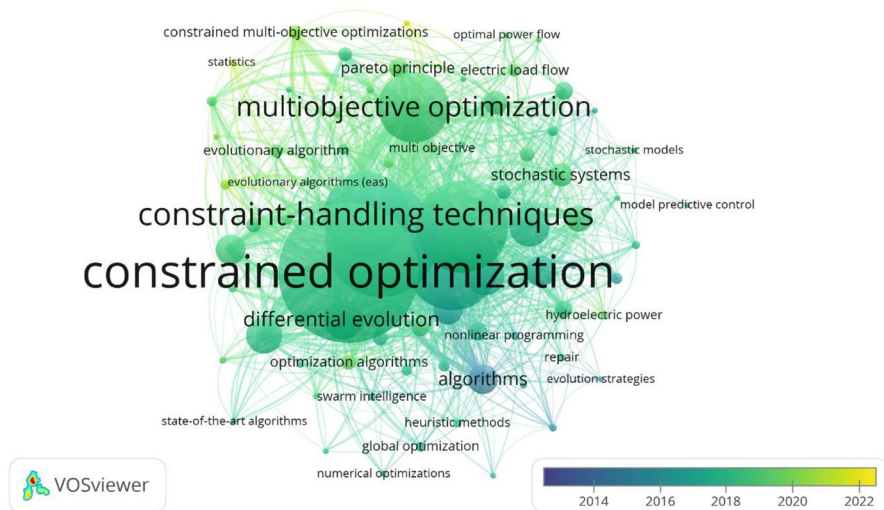 constrained multi-objective optimizations
optimal power flow
statistics
pareto principle
electric load flow
multiobjective optimization
evolutionary algorithm
multi objective
stochastic models
evolutionary algorithms (eas)
stochastic systems
constraint-handling techniques
model predictive control
constrained optimization
differential evolution
hydroelectric power
nonlinear programming
optimization algorithms
repair
algorithms
evolution strategies
swarm intelligence
state-of-the-art algorithms
heuristic methods
global optimization
numerical optimizations
VOSviewer
2014 2016 2018 2020 2022